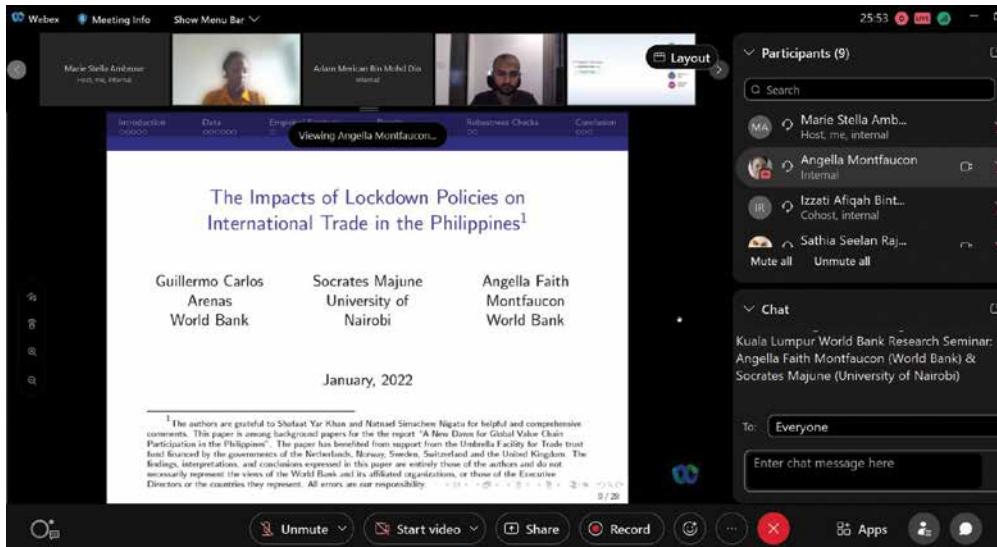 Webex Meeting Info Show Menu Bar
25:53
Marie Stella Ambrose
Host, me, internal
Adam Merican Bin Mohd Din
Internal
Layout
Introduction Data Robustness Checks Conclusion
Viewing Angella Montfaucon...
The Impacts of Lockdown Policies on
International Trade in the Philippines1
Guillermo Carlos
Arenas
World Bank
Socrates Majune
University of
Nairobi
Angella Faith
Montfaucon
World Bank
January, 2022
1The authors are grateful to Shafaat Yar Khan and Natnael Simachew Nigatu for helpful and comprehensive
comments. This paper is among background papers for the the report "A New Dawn for Global Value Chain
Participation in the Philippines". The paper has benefited from support from the Umbrella Facility for Trade trust
fund financed by the governments of the Netherlands, Norway, Sweden, Switzerland and the United Kingdom. The
findings, interpretations, and conclusions expressed in this paper are entirely those of the authors and do not
necessarily represent the views of the World Bank and its affiliated organizations, or those of the Executive
Directors or the countries they represent. All errors are our responsibility.
0 / 28
Participants (9)
Search
MA
Marie Stella Amb...
Host, me, internal
Angella Montfaucon
Internal
IR
Izzati Afiqah Bint...
Cohost, internal
Sathia Seelan Raj...
Mute all Unmute all
Chat
Kuala Lumpur World Bank Research Seminar:
Angella Faith Montfaucon (World Bank) &
Socrates Majune (University of Nairobi)
To: Everyone
Enter chat message here
Unmute Start video Share Record Apps